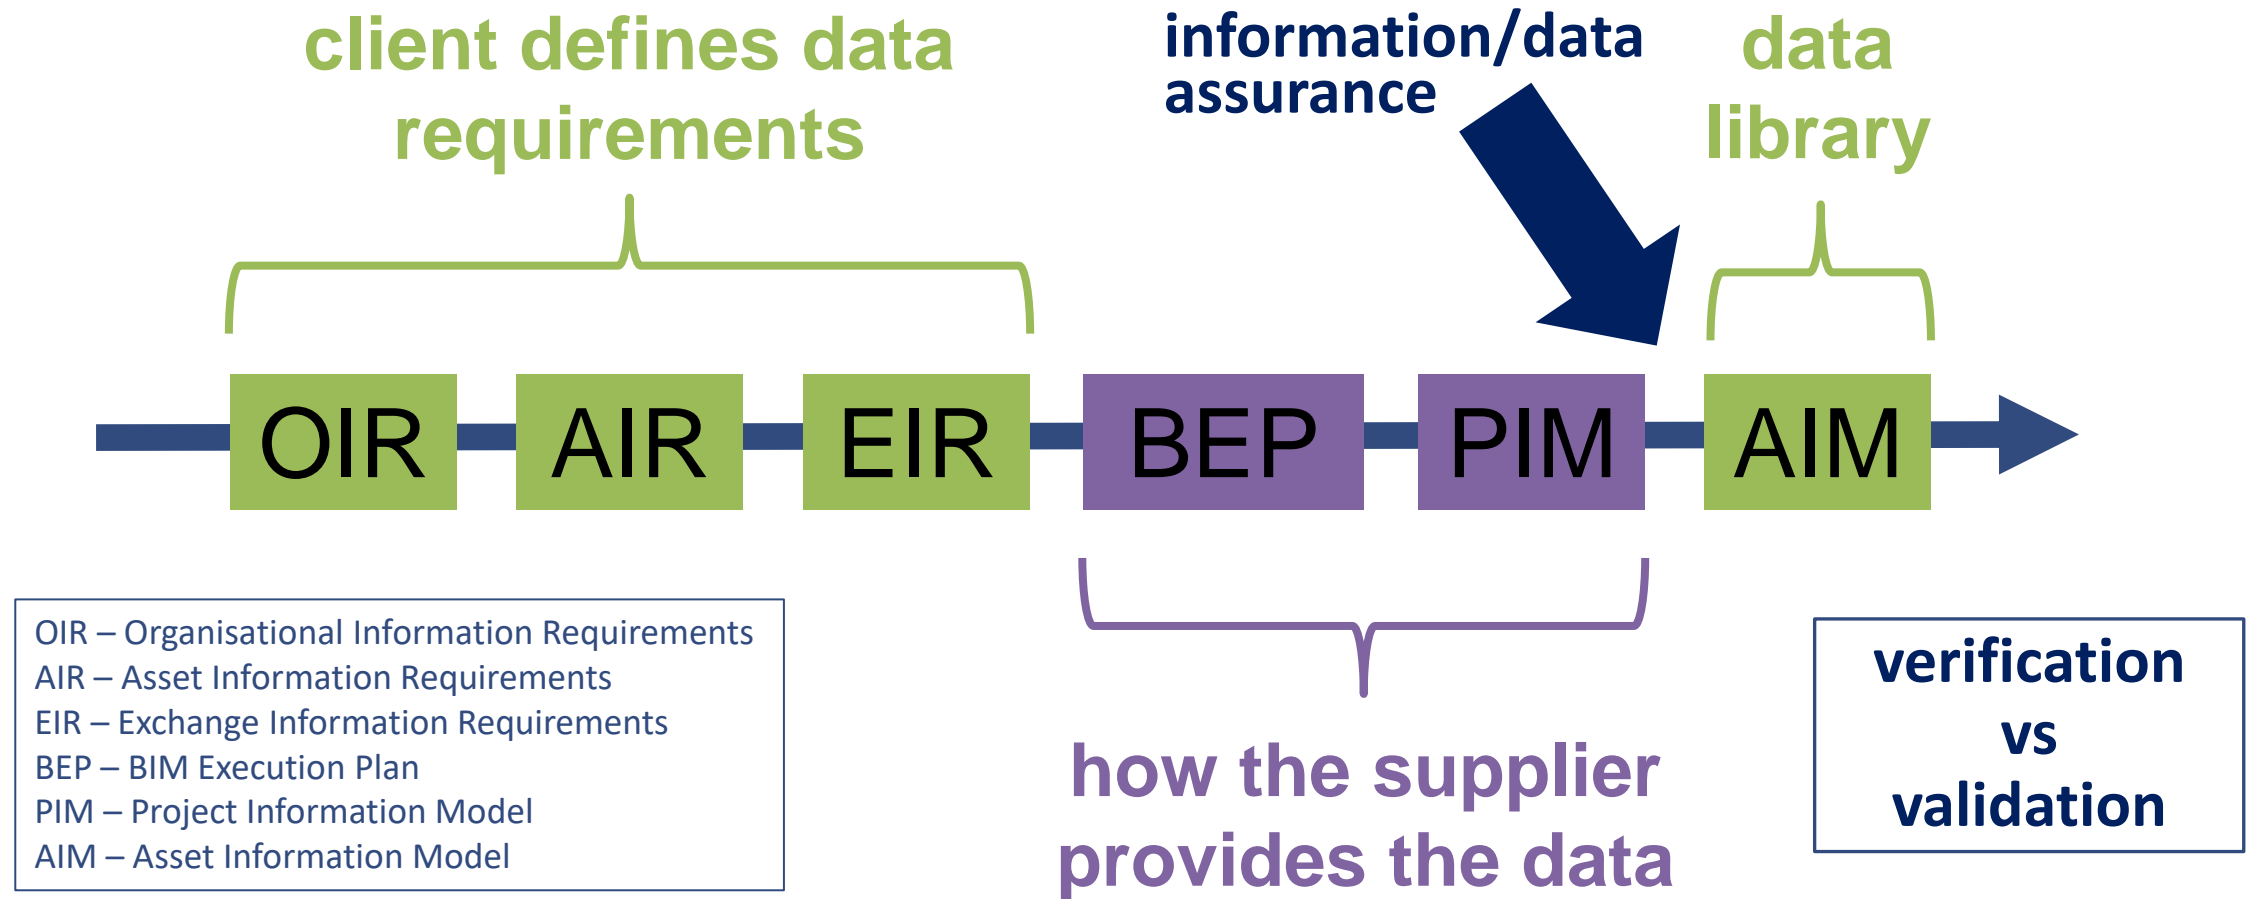 client defines data
requirements
information/data
assurance
data
library
OIR
AIR
EIR
BEP
PIM
AIM
OIR – Organisational Information Requirements
AIR – Asset Information Requirements
EIR – Exchange Information Requirements
BEP – BIM Execution Plan
PIM – Project Information Model
AIM – Asset Information Model
how the supplier
provides the data
verification
vs
validation